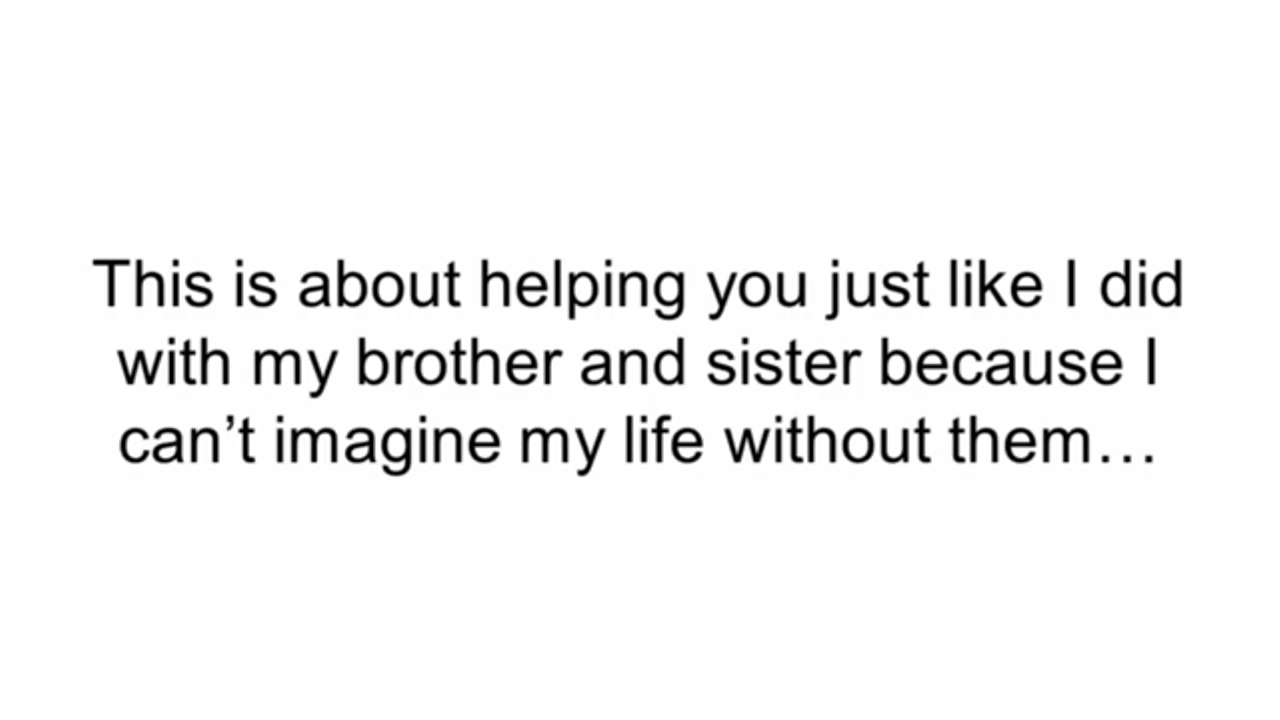 This is about helping you just like I did
with my brother and sister because I
can’t imagine my life without them…